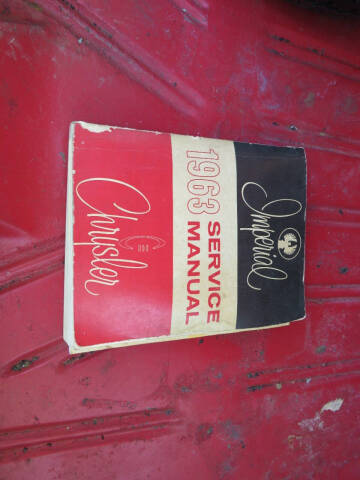 Imperial
1963 SERVICE
MANUAL
Chrysler